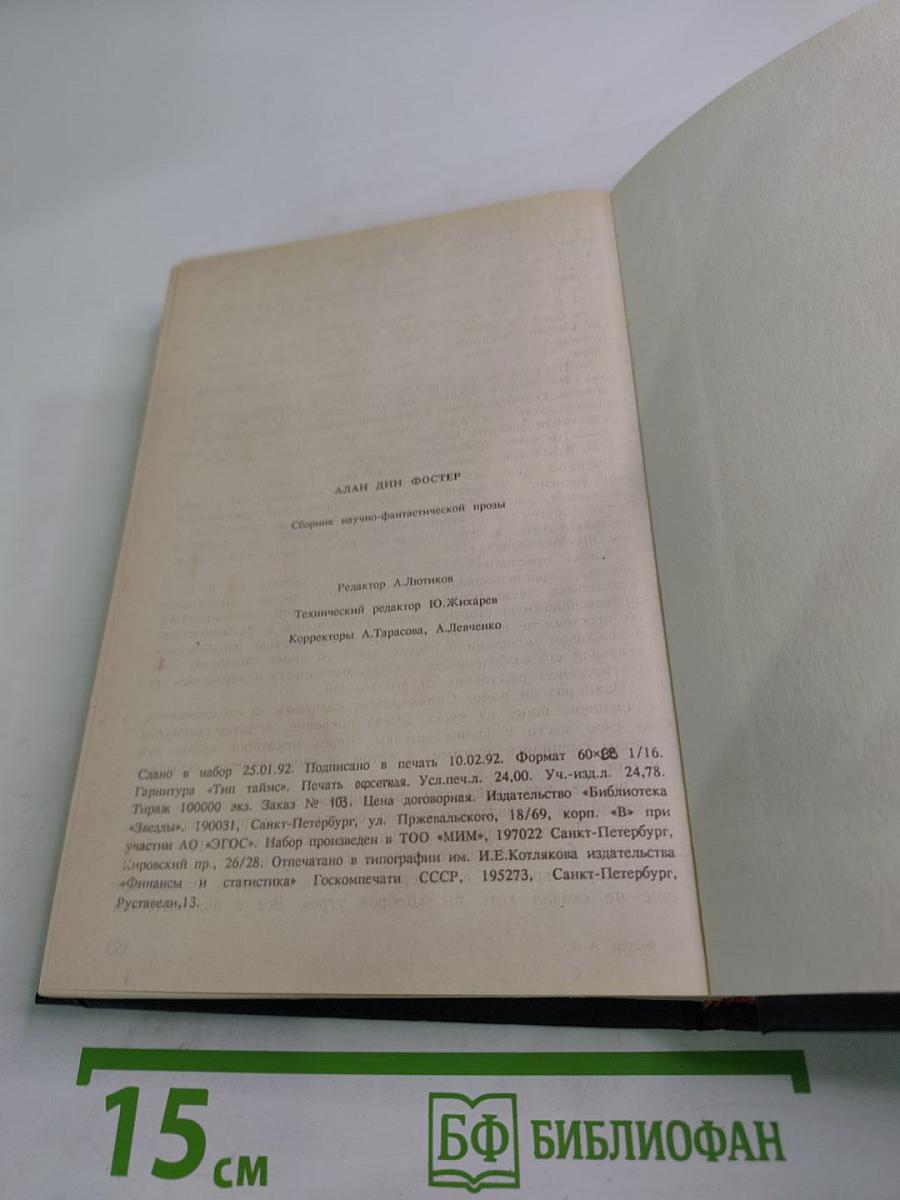 АЛАН ДИН ФОСТЕР
Сборник научно-фантастической прозы
Редактор А.Лютиков
Технический редактор Ю.Жихарев
Корректоры А.Тарасова, А.Левченко
Сдано в набор 25.01.92. Подписано в печать 10.02.92. Формат 60×88 1/16.
Гарнитура «Тип таймс». Печать офсетная. Усл.печ.л. 24,00. Уч.-изд.л. 24,78.
Тираж 100000 экз. Заказ № 103. Цена договорная. Издательство «Библиотека
«Звезды». 190031, Санкт-Петербург, ул. Пржевальского, 18/69, корп. «В» при
участии АО «ЭГОС». Набор произведен в ТОО «МИМ», 197022 Санкт-Петербург,
Кировский пр., 26/28. Отпечатано в типографии им. И.Е.Котлякова издательства
«Финансы и статистика» Госкомпечати СССР, 195273, Санкт-Петербург,
Руставели,13.
15 см
БФ БИБЛИОФАН